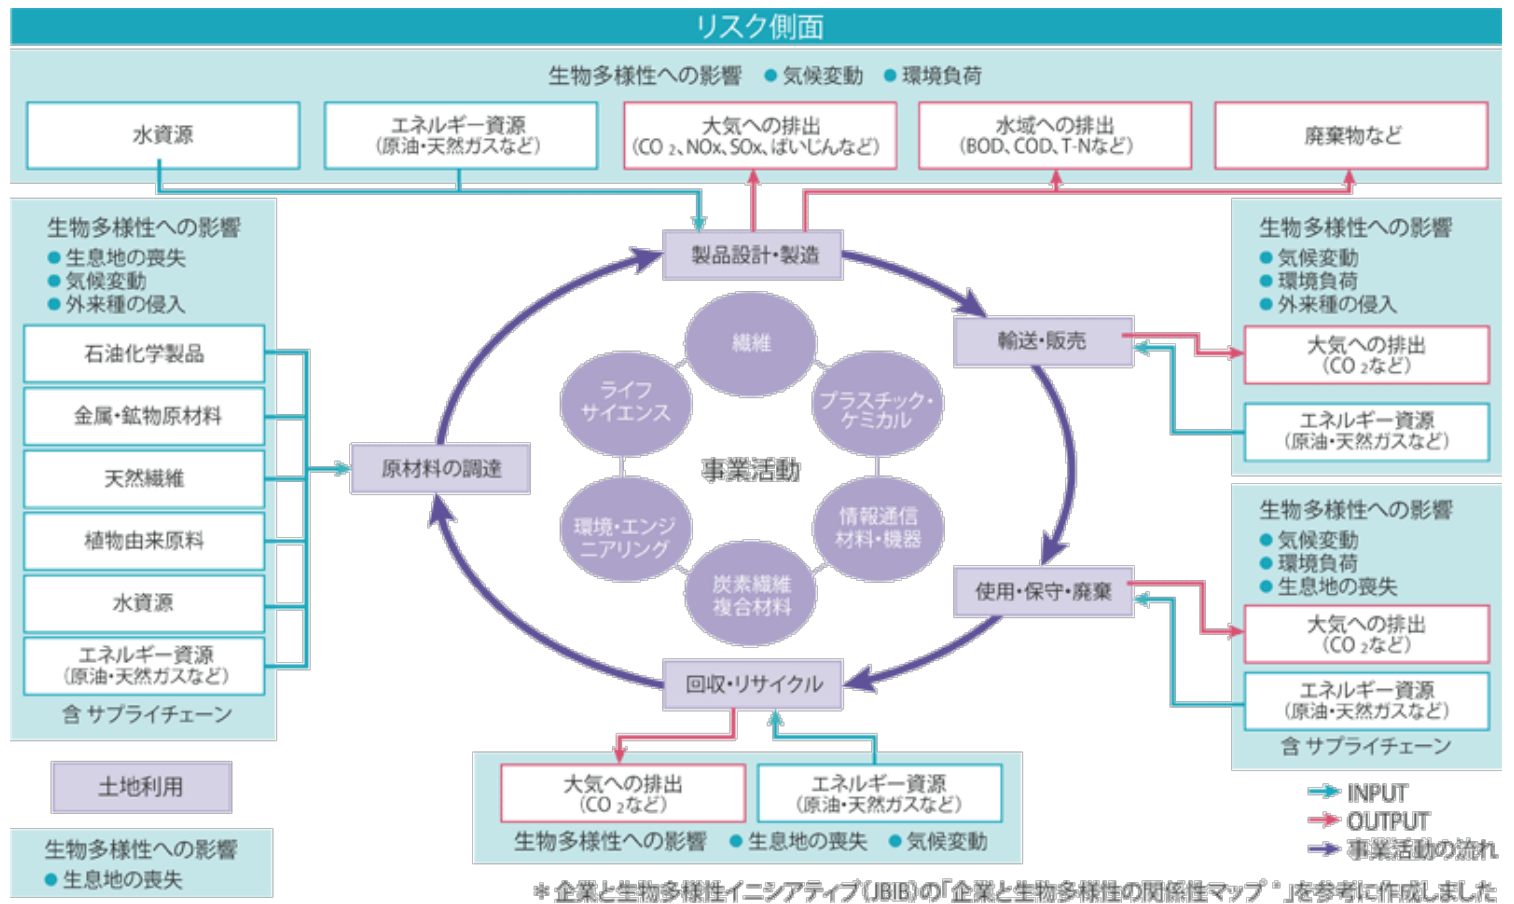 リスク側面
生物多様性への影響 ●気候変動 ●環境負荷
水資源
エネルギー資源
(原油・天然ガスなど)
大気への排出
(CO₂、NOx、SOx、ばいじんなど)
水域への排出
(BOD、COD、T-Nなど)
廃棄物など
生物多様性への影響
●生息地の喪失
●気候変動
●外来種の侵入
石油化学製品
金属・鉱物原材料
天然繊維
植物由来原料
水資源
エネルギー資源
(原油・天然ガスなど)
含 サプライチェーン
土地利用
生物多様性への影響
●生息地の喪失
製品設計・製造
輸送・販売
使用・保守・廃棄
回収・リサイクル
原材料の調達
繊維
プラスチック・
ケミカル
情報通信
材料・機器
炭素繊維
複合材料
環境・エンジ
ニアリング
ライフ
サイエンス
事業活動
生物多様性への影響
●気候変動
●環境負荷
●外来種の侵入
大気への排出
(CO₂など)
エネルギー資源
(原油・天然ガスなど)
生物多様性への影響
●気候変動
●環境負荷
●生息地の喪失
大気への排出
(CO₂など)
エネルギー資源
(原油・天然ガスなど)
含 サプライチェーン
大気への排出
(CO₂など)
エネルギー資源
(原油・天然ガスなど)
生物多様性への影響 ●生息地の喪失 ●気候変動
INPUT
OUTPUT
事業活動の流れ
＊企業と生物多様性イニシアティブ(JBIB)の「企業と生物多様性の関係性マップ®」を参考に作成しました